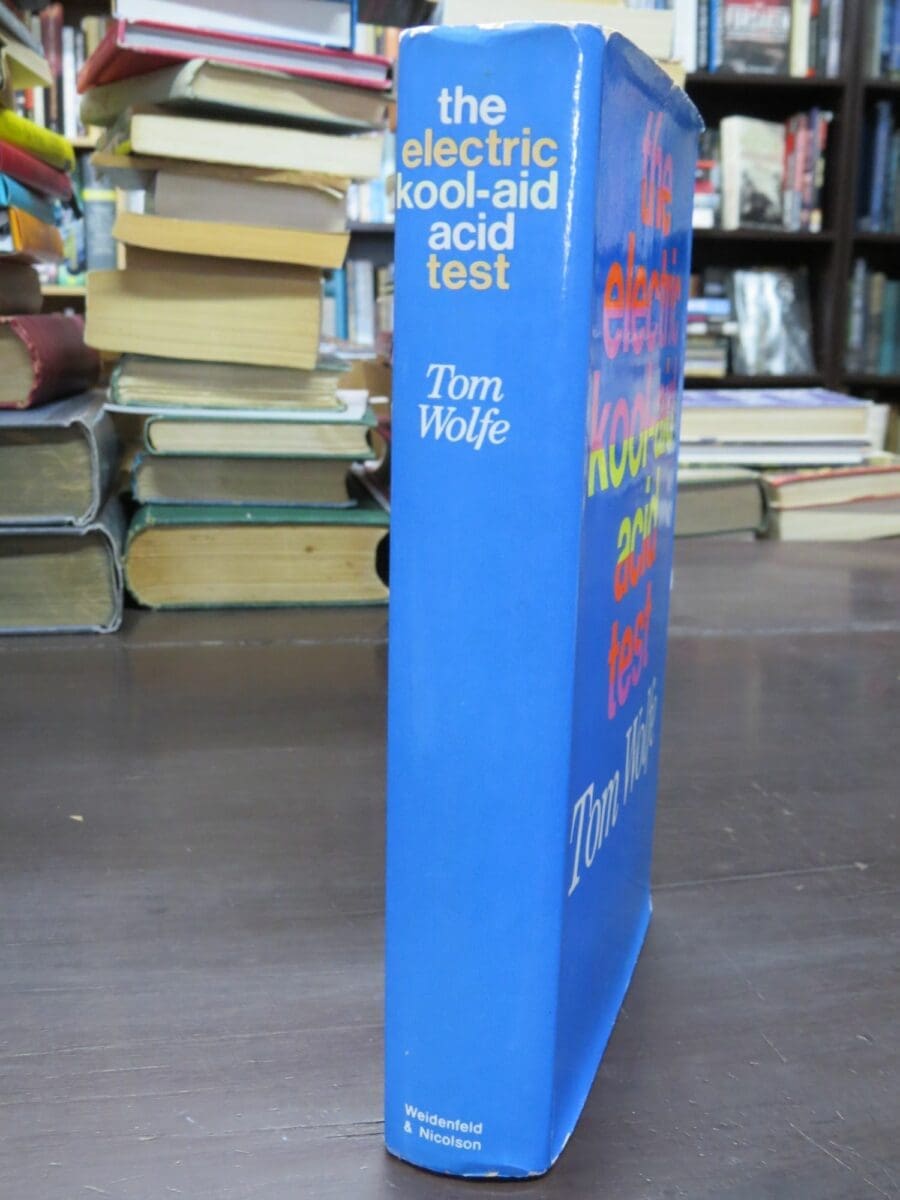 the
electric
kool-aid
acid
test
Tom
Wolfe
Weidenfeld
& Nicolson
the
electric
kool-aid
acid
test
Tom Wolfe